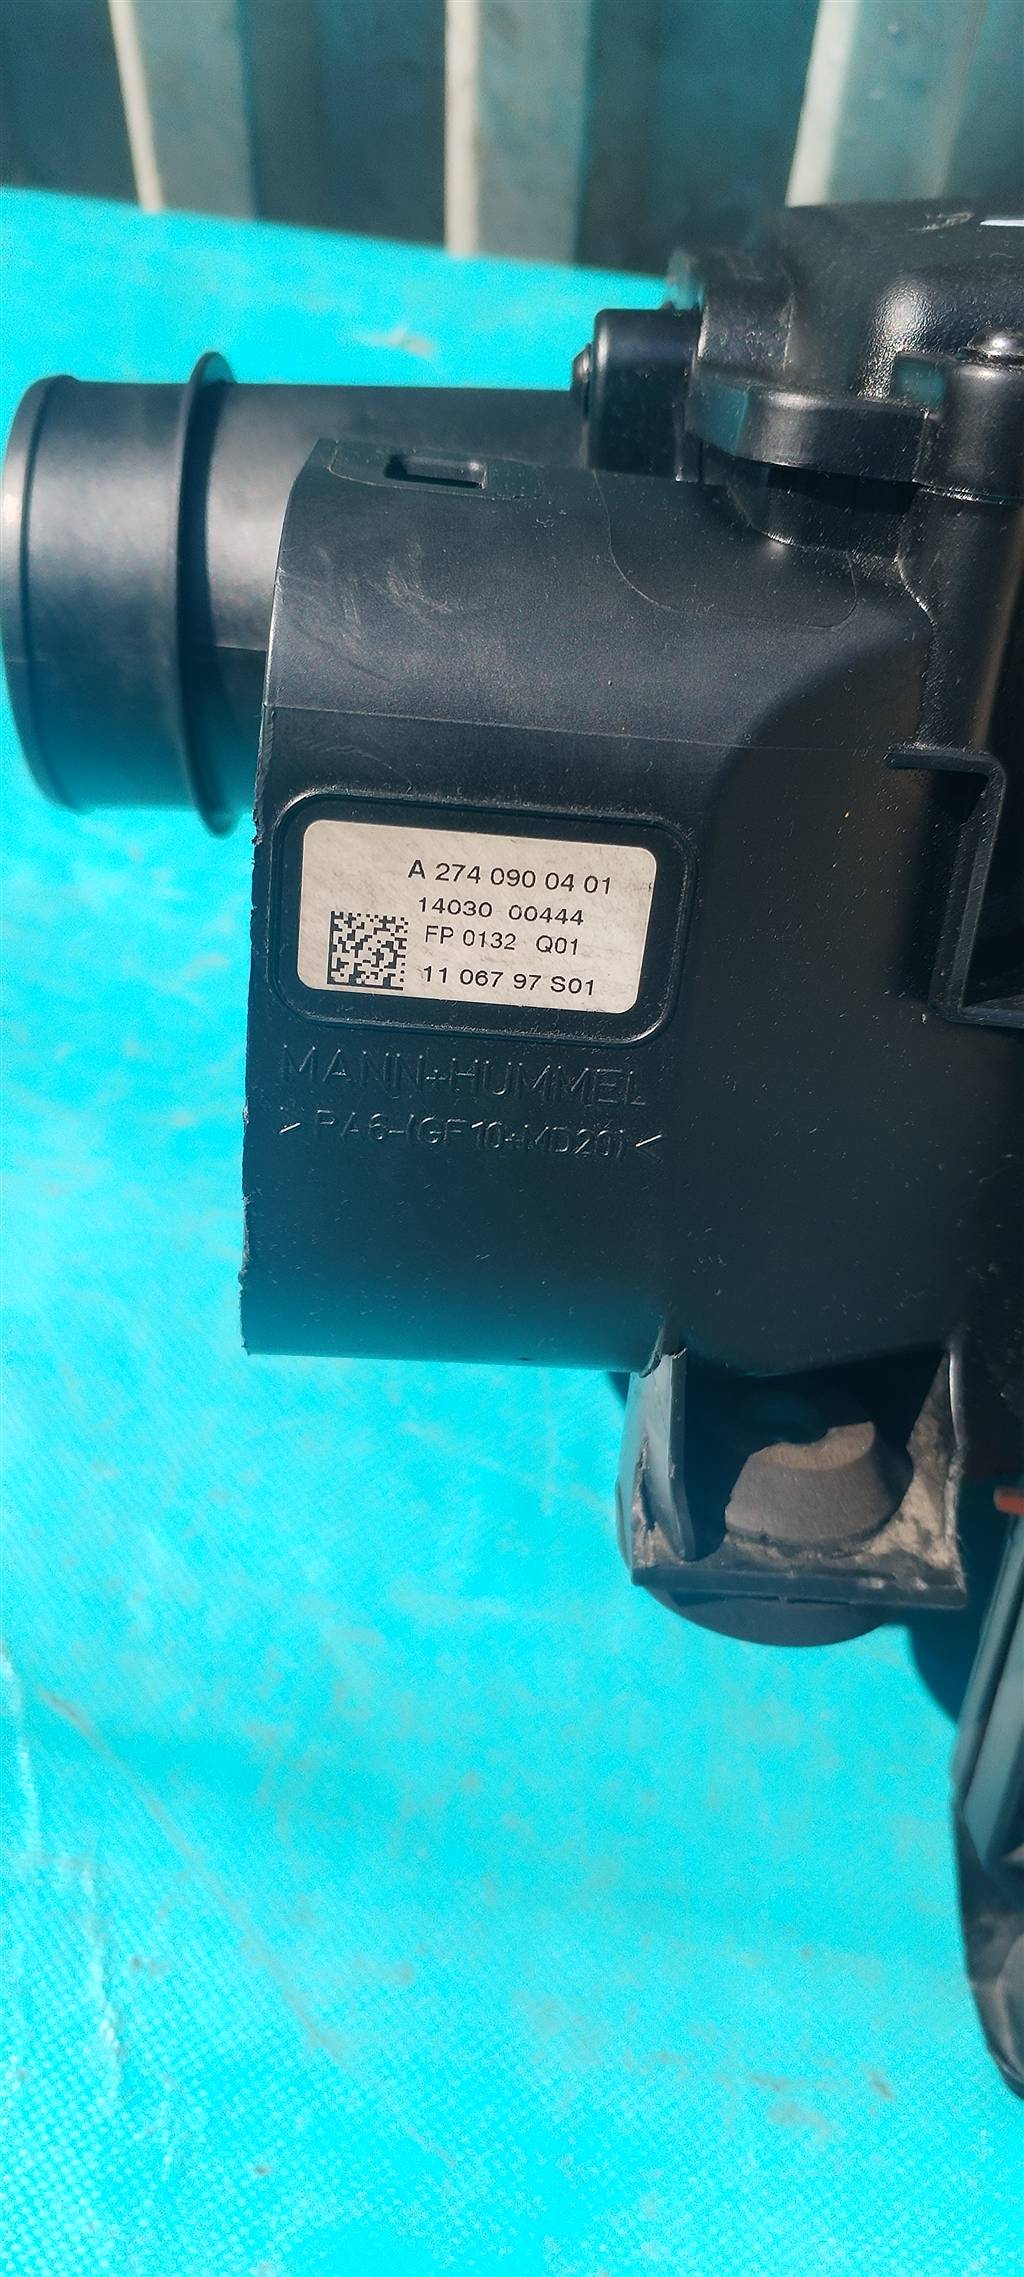 A 274 090 04 01
14030 00444
FP 0132 Q01
11 067 97 S01
MANN+HUMMEL
>PA6-(GF10+MD20)<